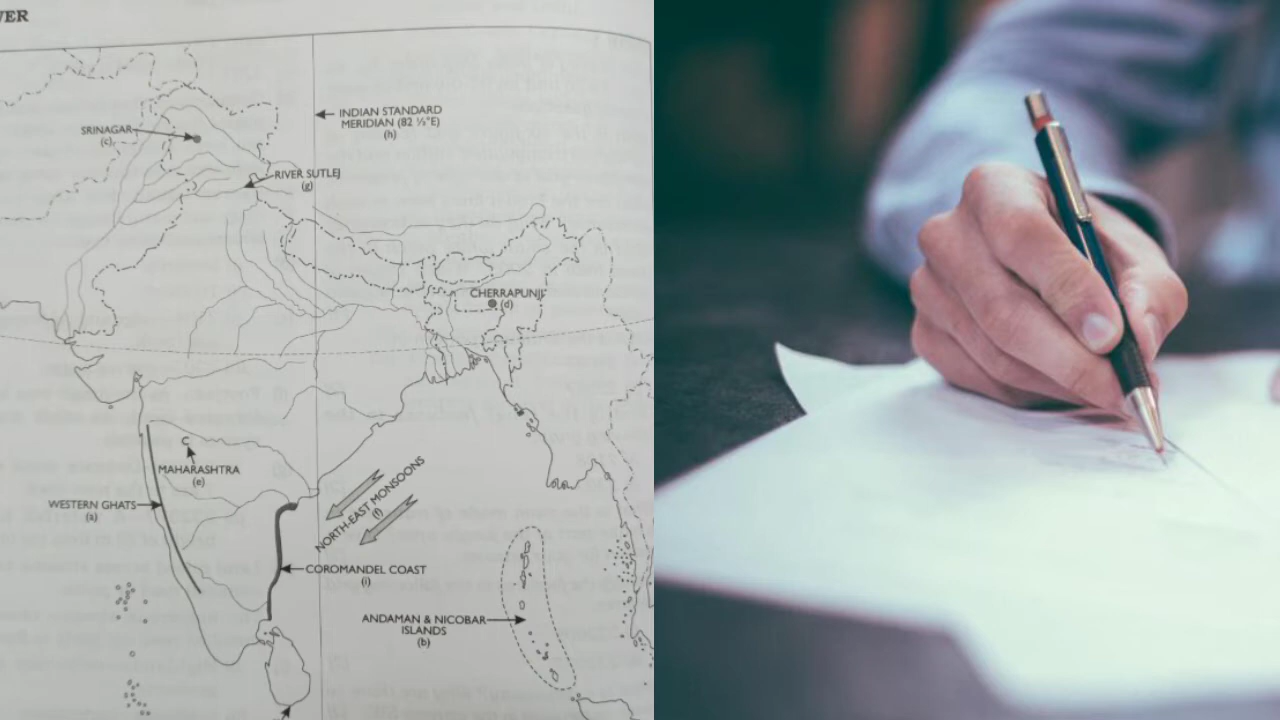 VER
INDIAN STANDARD
MERIDIAN (82 ½°E)
(h)
SRINAGAR
(c)
RIVER SUTLEJ
(g)
CHERRAPUNJI
(d)
C
MAHARASHTRA
(e)
WESTERN GHATS
(a)
NORTH-EAST MONSOONS
(f)
COROMANDEL COAST
(i)
ANDAMAN & NICOBAR
ISLANDS
(b)